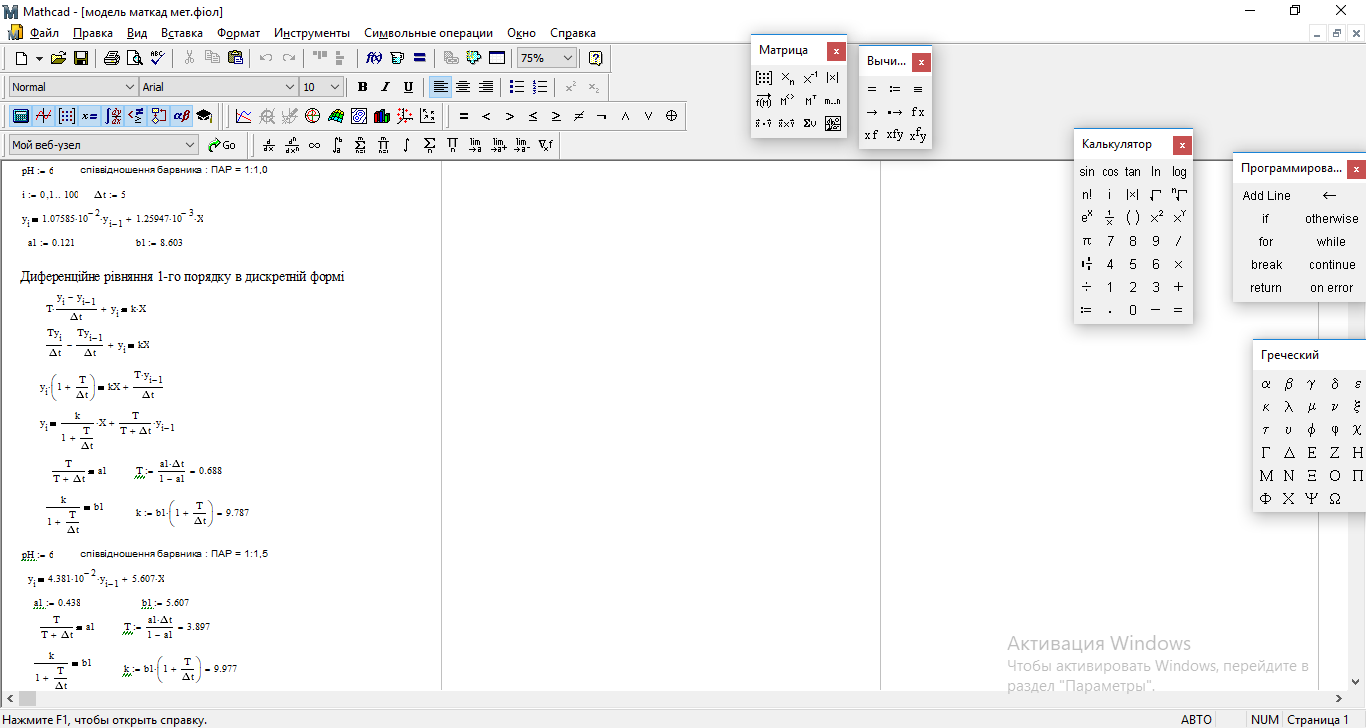 Mathcad - [модель маткад мет.фіол]
Файл Правка Вид Вставка Формат Инструменты Символьные операции Окно Справка
75%
Normal Arial 10 B I U
Мой веб-узел Go
pH := 6 співвідношення барвника : ПАР = 1:1,0
i := 0,1.. 100 Δt := 5
y_i = 1.07585·10^-2·y_{i-1} + 1.25947·10^-3·X
a1 := 0.121 b1 := 8.603
Диференційне рівняння 1-го порядку в дискретній формі
T·(y_i − y_{i-1})/Δt + y_i = k·X
Ty_i/Δt − Ty_{i-1}/Δt + y_i = kX
y_i·(1 + T/Δt) = kX + T·y_{i-1}/Δt
y_i = k/(1 + T/Δt)·X + T/(T + Δt)·y_{i-1}
T/(T + Δt) = a1 T := a1·Δt/(1 − a1) = 0.688
k/(1 + T/Δt) = b1 k := b1·(1 + T/Δt) = 9.787
pH := 6 співвідношення барвника : ПАР = 1:1,5
y_i = 4.381·10^-2·y_{i-1} + 5.607·X
a1 := 0.438 b1 := 5.607
T/(T + Δt) = a1 T := a1·Δt/(1 − a1) = 3.897
k/(1 + T/Δt) = b1 k := b1·(1 + T/Δt) = 9.977
Матрица
Вычи...
Калькулятор
sin cos tan ln log
n! i |×| √ ⁿ√
e^x 1/x ( ) ×² ×^Y
π 7 8 9 /
4 5 6 ×
÷ 1 2 3 +
:= . 0 − =
Программирова...
Add Line ←
if otherwise
for while
break continue
return on error
Греческий
α β γ δ ε
κ λ μ ν ξ
τ υ ϕ φ χ
Γ Δ Ε Ζ Η
Μ Ν Ξ Ο Π
Φ Χ Ψ Ω
Активация Windows
Чтобы активировать Windows, перейдите в
раздел "Параметры".
Нажмите F1, чтобы открыть справку.
АВТО NUM Страница 1